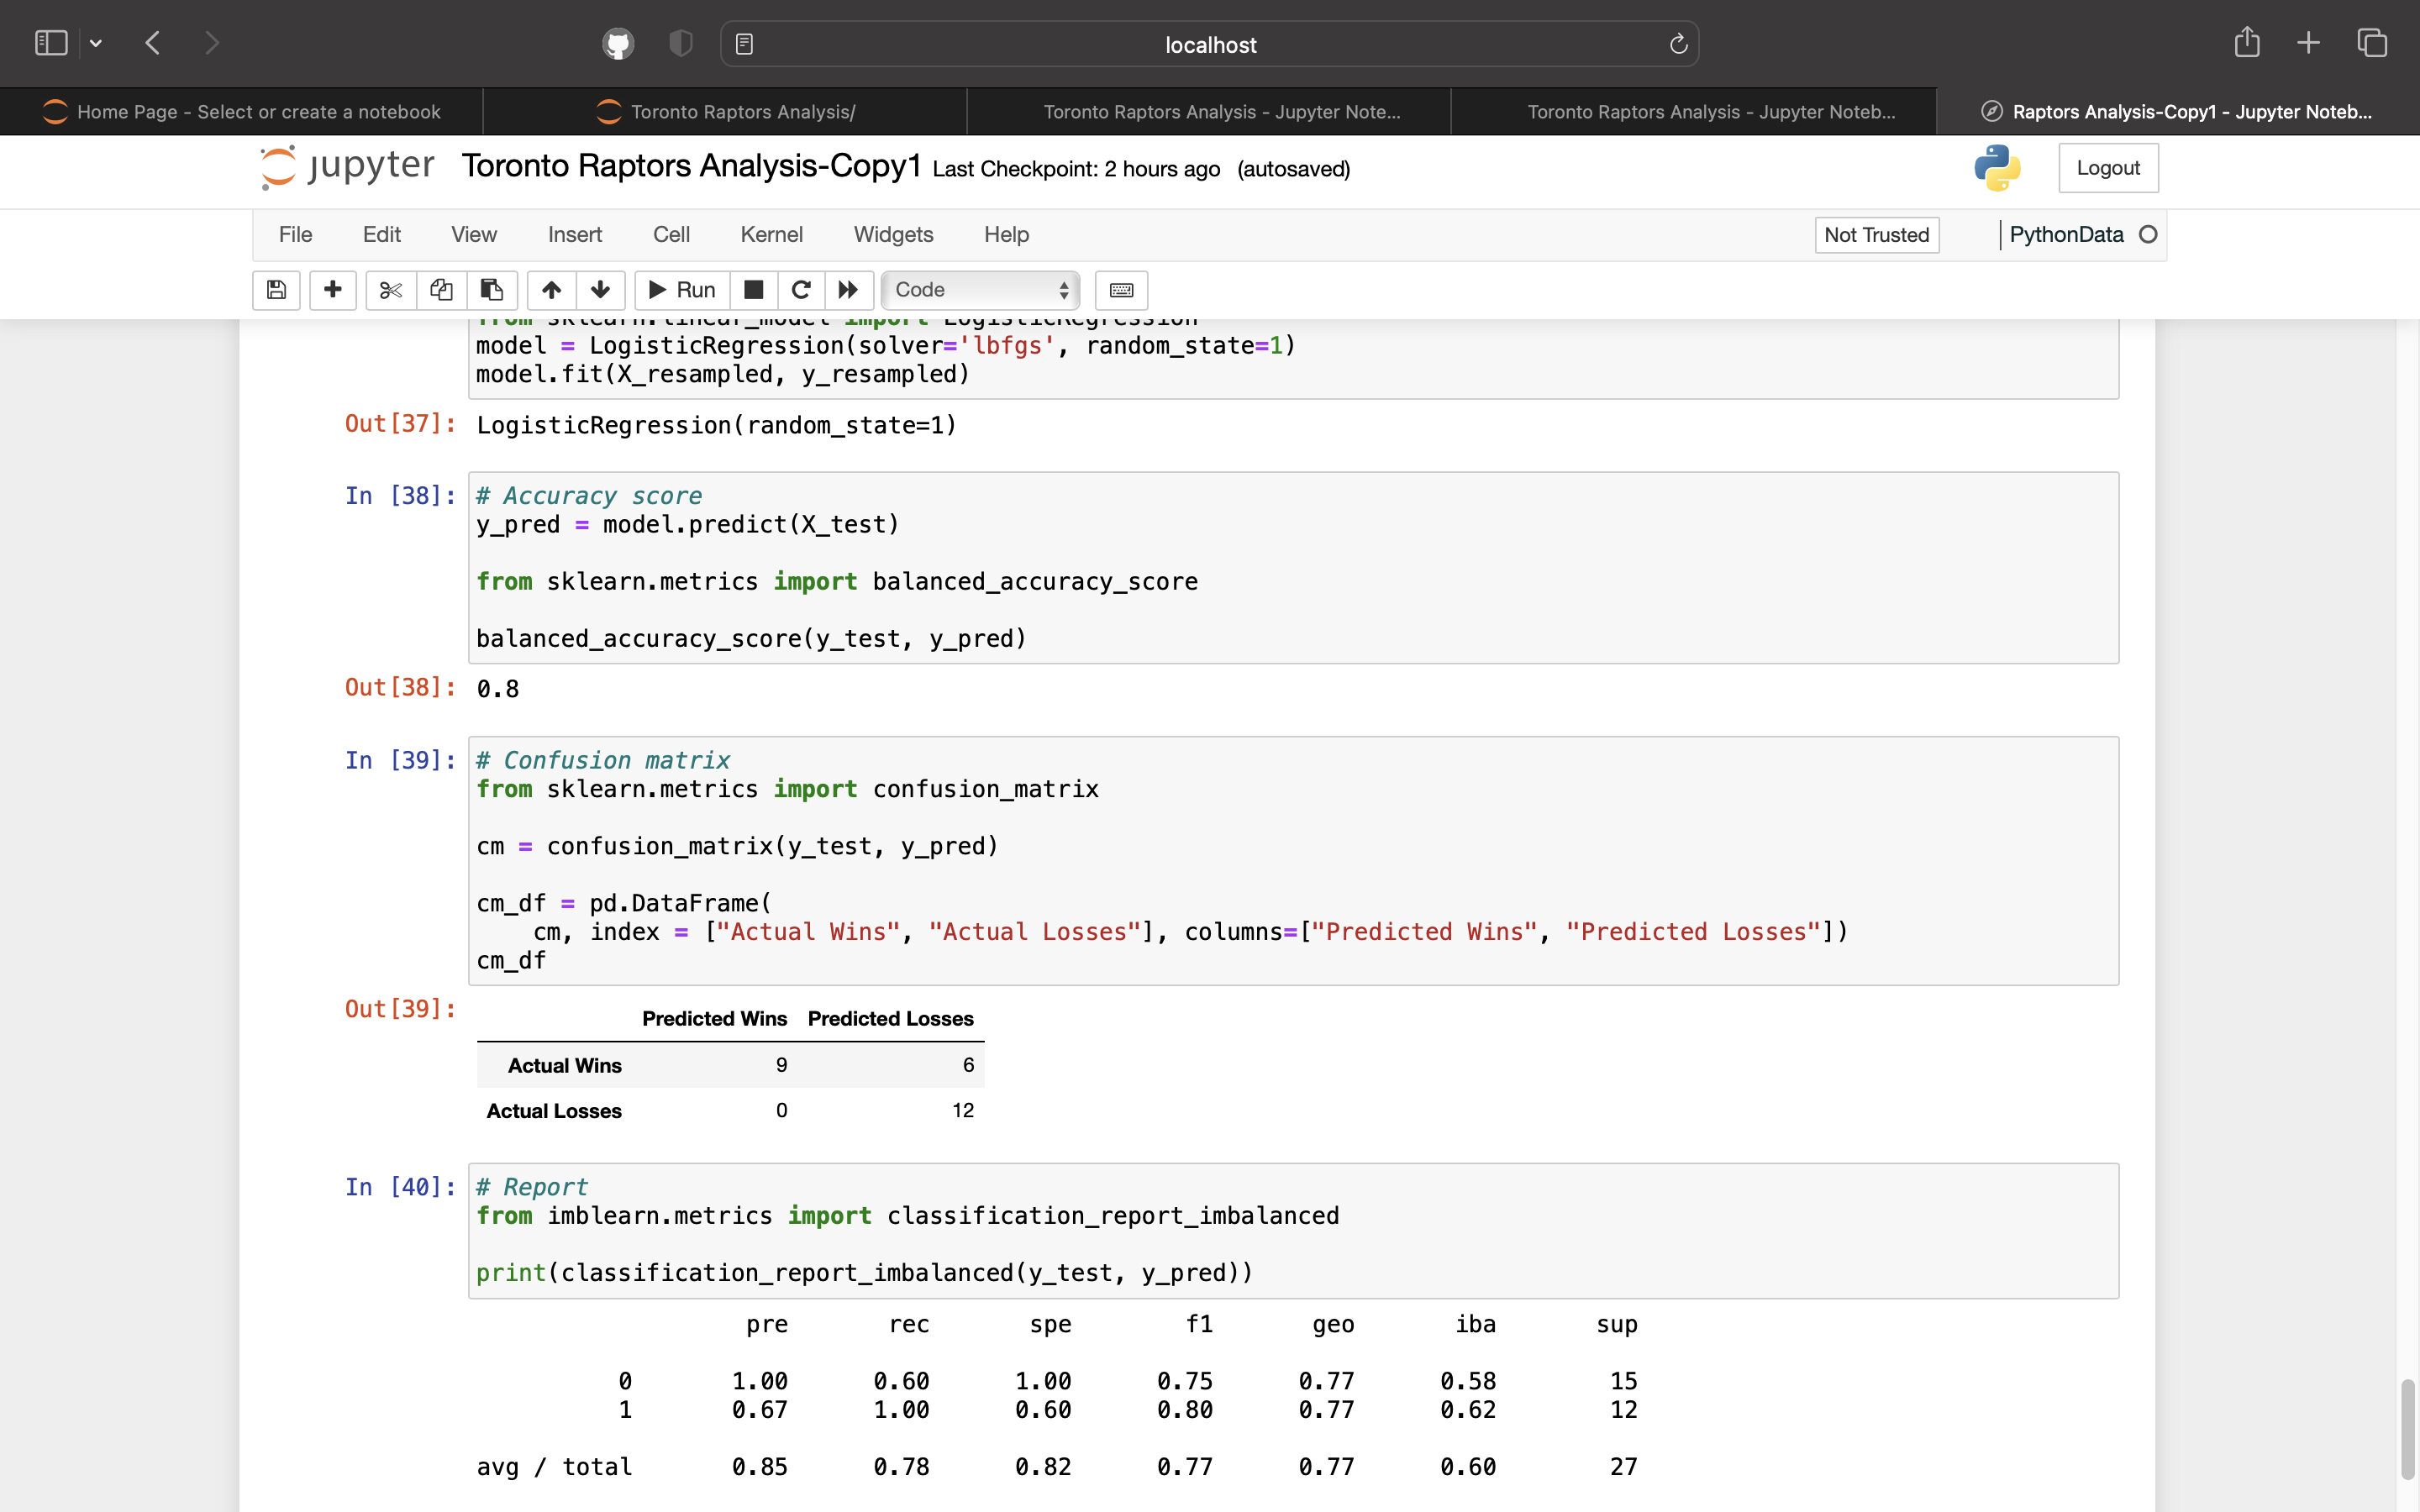 localhost
Home Page - Select or create a notebook
Toronto Raptors Analysis/
Toronto Raptors Analysis - Jupyter Note...
Toronto Raptors Analysis - Jupyter Noteb...
Raptors Analysis-Copy1 - Jupyter Noteb...
jupyter Toronto Raptors Analysis-Copy1 Last Checkpoint: 2 hours ago (autosaved)
Logout
File Edit View Insert Cell Kernel Widgets Help
Not Trusted
PythonData
Run
Code
from sklearn.linear_model import LogisticRegression
model = LogisticRegression(solver='lbfgs', random_state=1)
model.fit(X_resampled, y_resampled)
Out[37]: LogisticRegression(random_state=1)
In [38]: # Accuracy score
y_pred = model.predict(X_test)
from sklearn.metrics import balanced_accuracy_score
balanced_accuracy_score(y_test, y_pred)
Out[38]: 0.8
In [39]: # Confusion matrix
from sklearn.metrics import confusion_matrix
cm = confusion_matrix(y_test, y_pred)
cm_df = pd.DataFrame(
cm, index = ["Actual Wins", "Actual Losses"], columns=["Predicted Wins", "Predicted Losses"])
cm_df
Out[39]:
Predicted Wins Predicted Losses
Actual Wins 9 6
Actual Losses 0 12
In [40]: # Report
from imblearn.metrics import classification_report_imbalanced
print(classification_report_imbalanced(y_test, y_pred))
pre rec spe f1 geo iba sup
0 1.00 0.60 1.00 0.75 0.77 0.58 15
1 0.67 1.00 0.60 0.80 0.77 0.62 12
avg / total 0.85 0.78 0.82 0.77 0.77 0.60 27